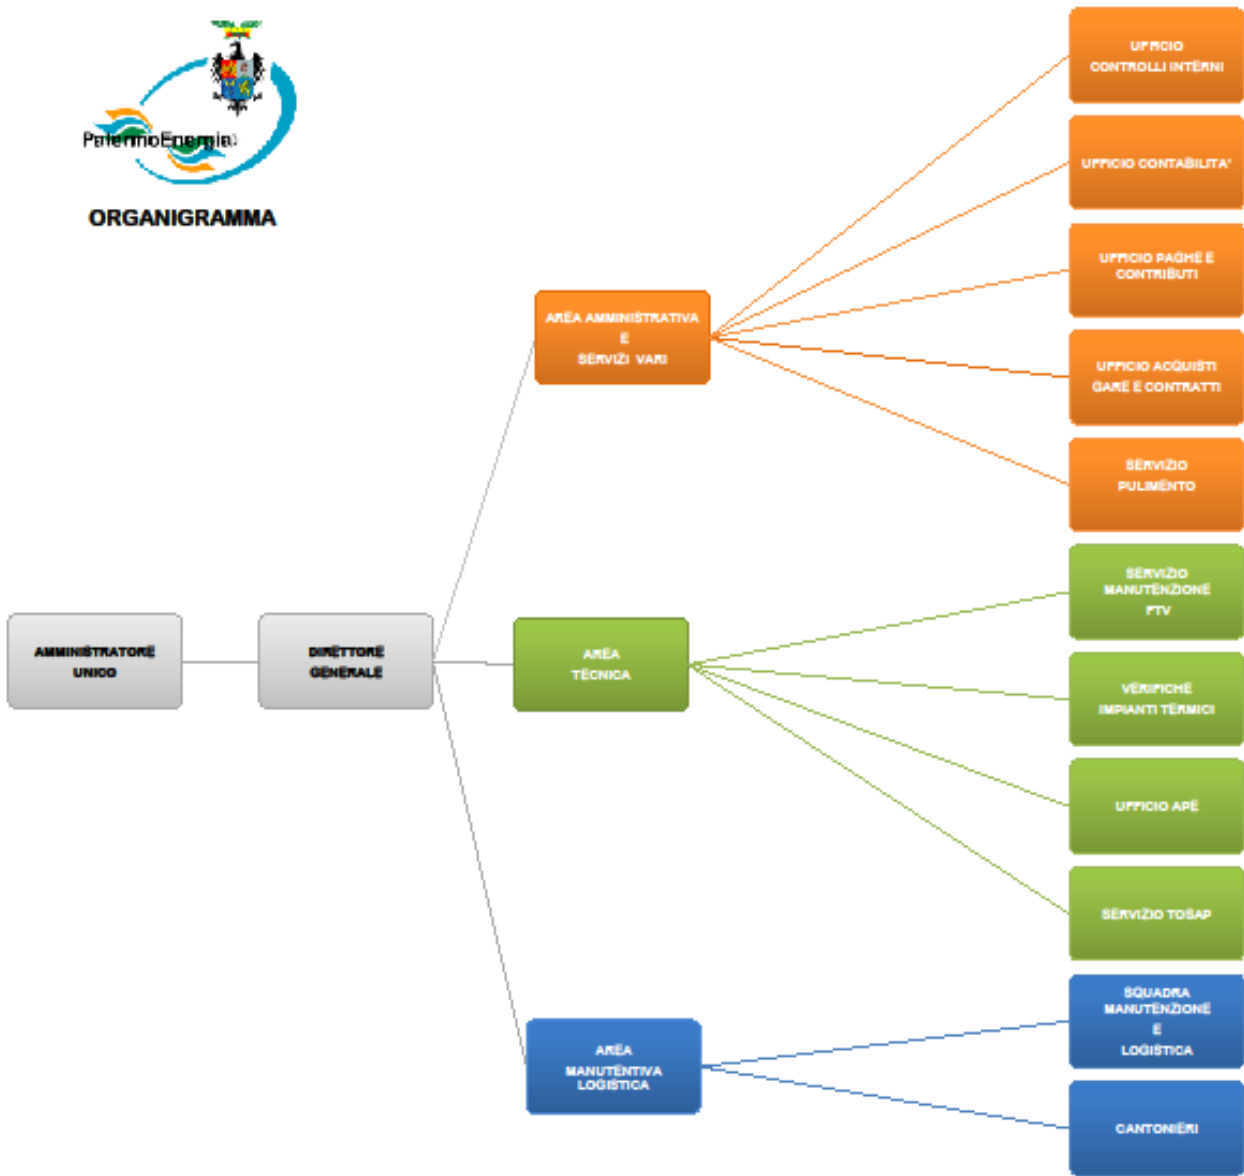 PalermoEnergia
ORGANIGRAMMA
UFFICIO
CONTROLLI INTERNI
UFFICIO CONTABILITA'
UFFICIO PAGHE E
CONTRIBUTI
AREA AMMINISTRATIVA
E
SERVIZI VARI
UFFICIO ACQUISTI
GARE E CONTRATTI
SERVIZIO
PULIMENTO
SERVIZIO
MANUTENZIONE
FTV
AMMINISTRATORE
UNICO
DIRETTORE
GENERALE
AREA
TECNICA
VERIFICHE
IMPIANTI TERMICI
UFFICIO APE
SERVIZIO TOSAP
SQUADRA
MANUTENZIONE
E
LOGISTICA
AREA
MANUTENTIVA
LOGISTICA
CANTONIERI